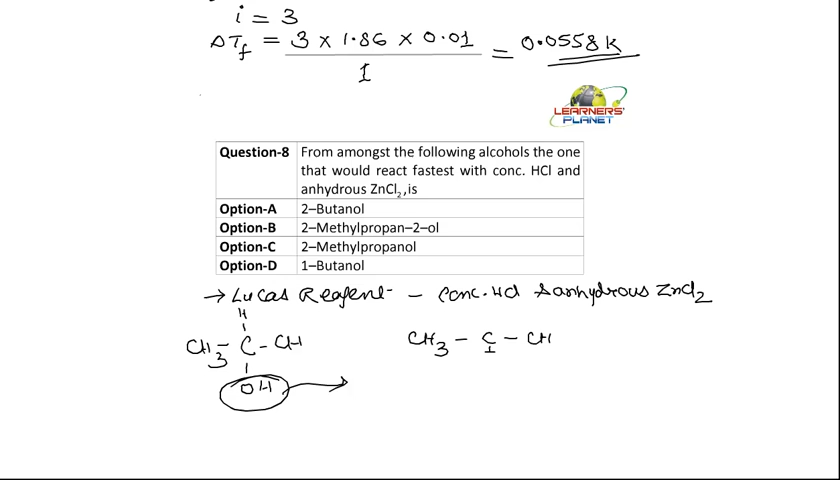 i = 3
ΔTf = 3 × 1.86 × 0.01 / 1 = 0.0558 K
LEARNERS'
PLANET
Question-8 From amongst the following alcohols the one
that would react fastest with conc. HCl and
anhydrous ZnCl2,is
Option-A 2–Butanol
Option-B 2–Methylpropan–2–ol
Option-C 2–Methylpropanol
Option-D 1–Butanol
→ Lucas Reagent – Conc. HCl & anhydrous ZnCl2
H
CH3 – C – CH
OH
CH3 – C – CH